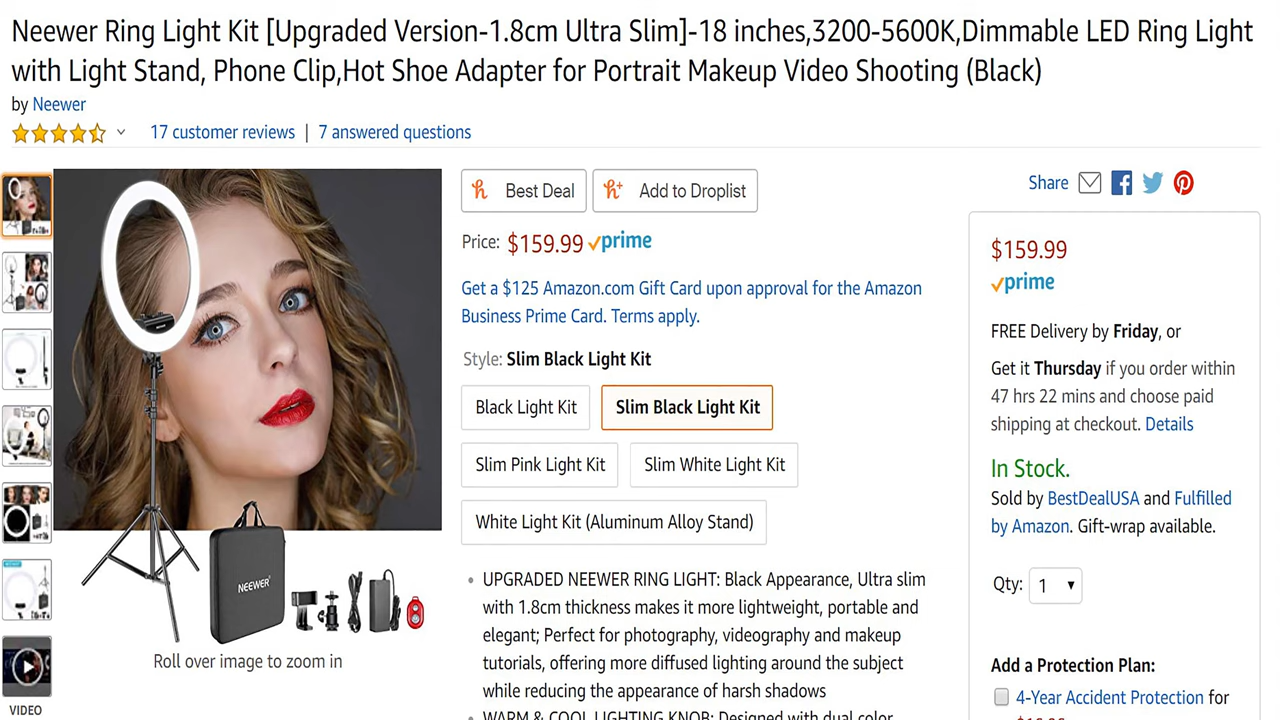 Neewer Ring Light Kit [Upgraded Version-1.8cm Ultra Slim]-18 inches,3200-5600K,Dimmable LED Ring Light
with Light Stand, Phone Clip,Hot Shoe Adapter for Portrait Makeup Video Shooting (Black)
by Neewer
17 customer reviews | 7 answered questions
Share
Best Deal
Add to Droplist
Price: $159.99 prime
Get a $125 Amazon.com Gift Card upon approval for the Amazon
Business Prime Card. Terms apply.
Style: Slim Black Light Kit
Black Light Kit
Slim Black Light Kit
Slim Pink Light Kit
Slim White Light Kit
White Light Kit (Aluminum Alloy Stand)
UPGRADED NEEWER RING LIGHT: Black Appearance, Ultra slim
with 1.8cm thickness makes it more lightweight, portable and
elegant; Perfect for photography, videography and makeup
tutorials, offering more diffused lighting around the subject
while reducing the appearance of harsh shadows
WARM & COOL LIGHTING KNOB: Designed with dual color
NEEWER
Roll over image to zoom in
VIDEO
$159.99
prime
FREE Delivery by Friday, or
Get it Thursday if you order within
47 hrs 22 mins and choose paid
shipping at checkout. Details
In Stock.
Sold by BestDealUSA and Fulfilled
by Amazon. Gift-wrap available.
Qty: 1
Add a Protection Plan:
4-Year Accident Protection for